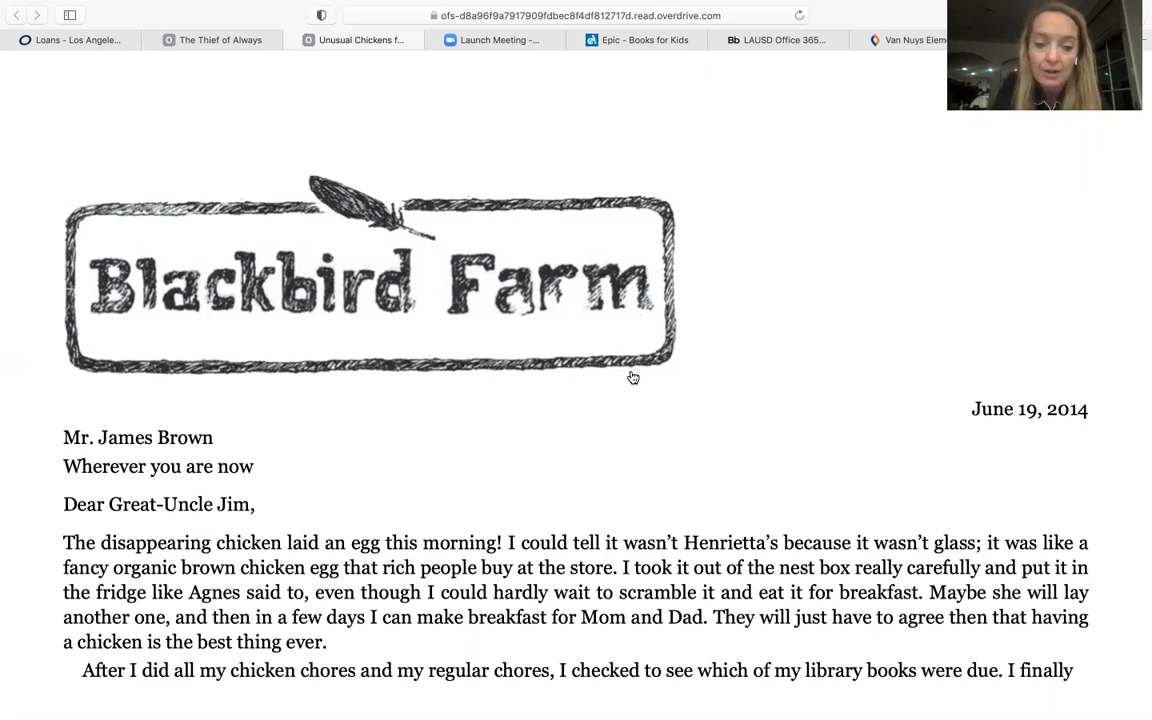 ofs-d8a96f9a7917909fdbec8f4df812717d.read.overdrive.com
Loans - Los Angele...
The Thief of Always
Unusual Chickens f...
Launch Meeting -...
Epic - Books for Kids
Bb LAUSD Office 365...
Van Nuys Elem
Blackbird Farm
June 19, 2014
Mr. James Brown
Wherever you are now
Dear Great-Uncle Jim,
The disappearing chicken laid an egg this morning! I could tell it wasn’t Henrietta’s because it wasn’t glass; it was like a
fancy organic brown chicken egg that rich people buy at the store. I took it out of the nest box really carefully and put it in
the fridge like Agnes said to, even though I could hardly wait to scramble it and eat it for breakfast. Maybe she will lay
another one, and then in a few days I can make breakfast for Mom and Dad. They will just have to agree then that having
a chicken is the best thing ever.
After I did all my chicken chores and my regular chores, I checked to see which of my library books were due. I finally